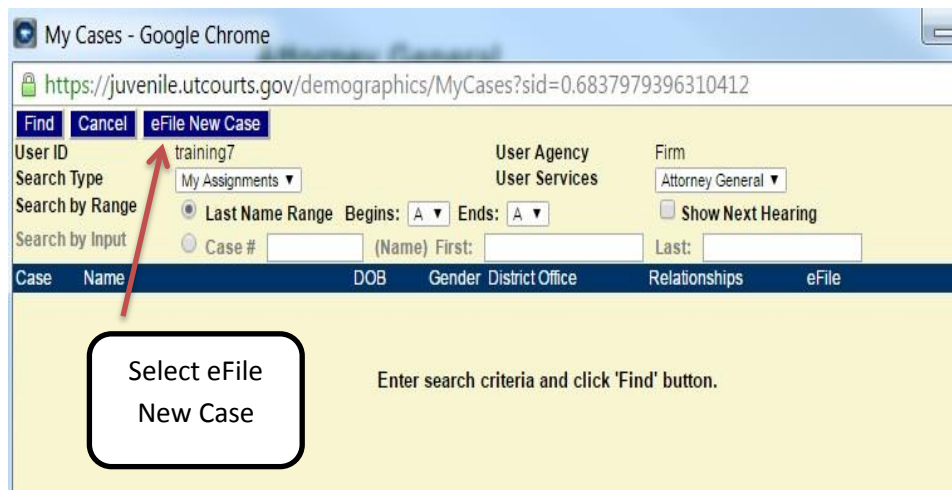 My Cases - Google Chrome
Attorney General
https://juvenile.utcourts.gov/demographics/MyCases?sid=0.6837979396310412
Find Cancel eFile New Case
User ID training7 User Agency Firm
Search Type My Assignments ▼ User Services Attorney General ▼
Search by Range Last Name Range Begins: A ▼ Ends: A ▼ Show Next Hearing
Search by Input Case # (Name) First: Last:
Case Name DOB Gender District Office Relationships eFile
Select eFile
New Case
Enter search criteria and click 'Find' button.